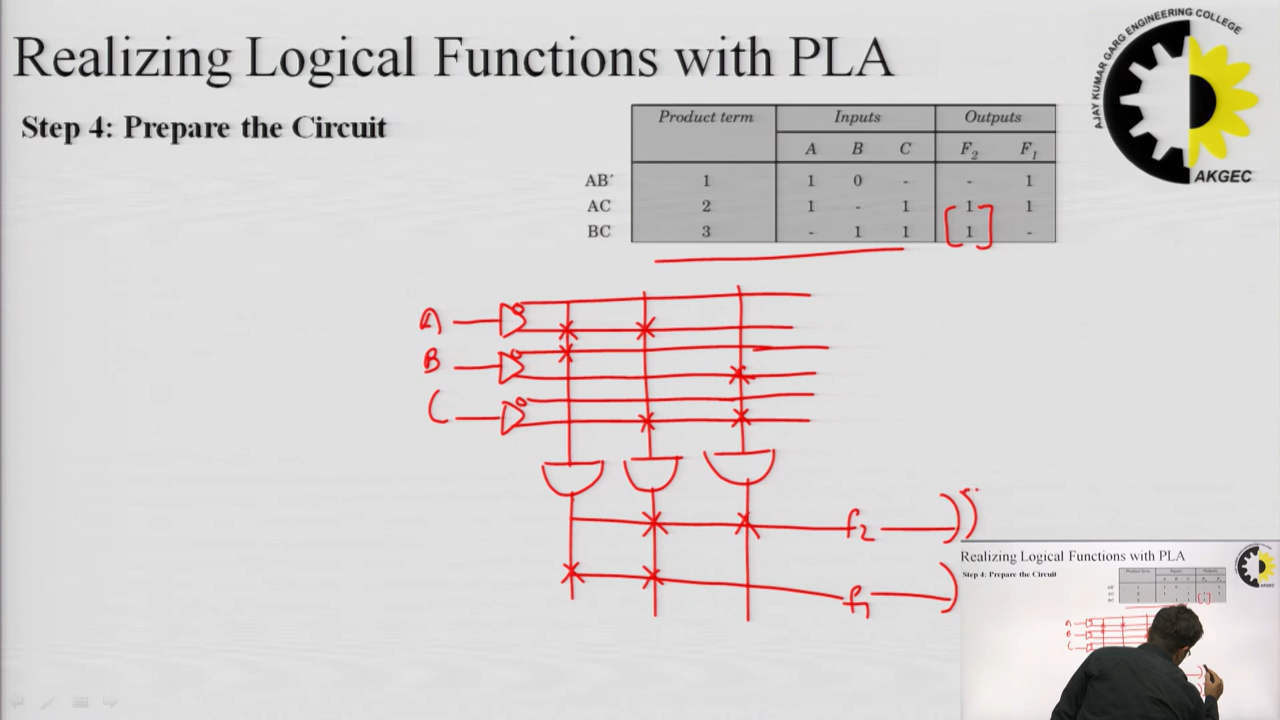 Realizing Logical Functions with PLA
Step 4: Prepare the Circuit
AJAY KUMAR GARG ENGINEERING COLLEGE
AKGEC
Product term Inputs Outputs
A B C F₂ F₁
AB' 1 1 0 - - 1
AC 2 1 - 1 1 1
BC 3 - 1 1 1 -
A
B
C
f₂
f₁
Realizing Logical Functions with PLA
Step 4: Prepare the Circuit